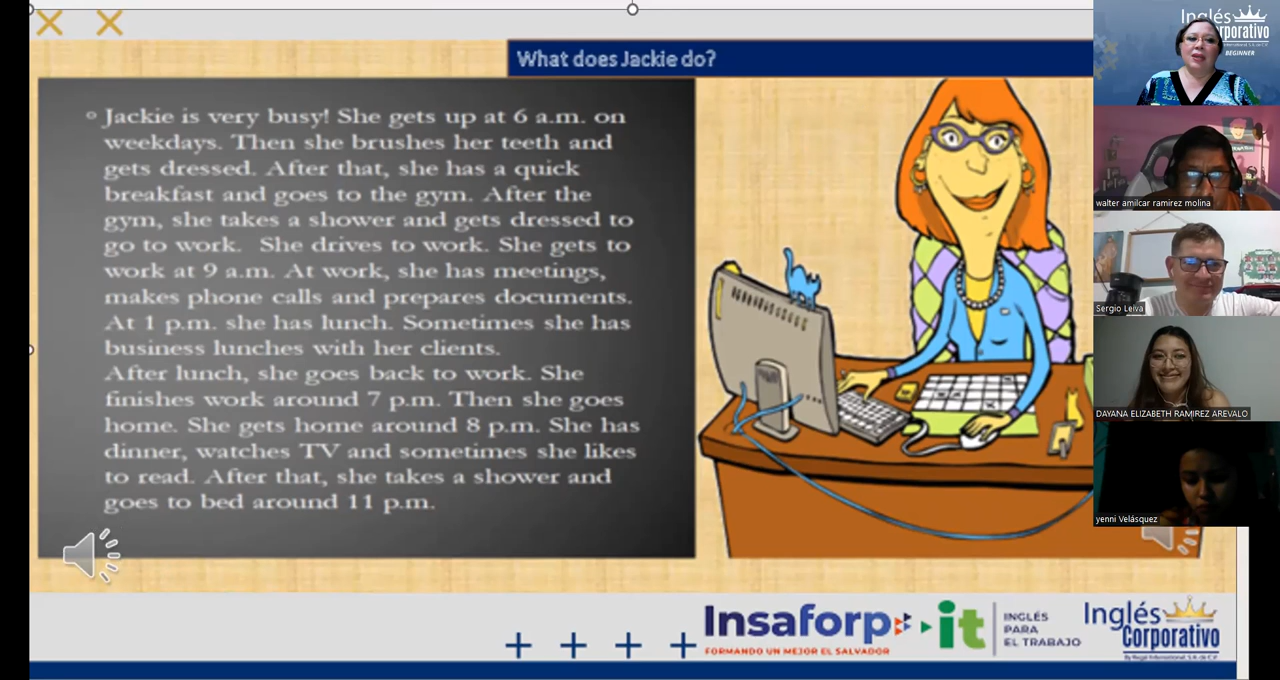 What does Jackie do?
Jackie is very busy! She gets up at 6 a.m. on
weekdays. Then she brushes her teeth and
gets dressed. After that, she has a quick
breakfast and goes to the gym. After the
gym, she takes a shower and gets dressed to
go to work.  She drives to work. She gets to
work at 9 a.m. At work, she has meetings,
makes phone calls and prepares documents.
At 1 p.m. she has lunch. Sometimes she has
business lunches with her clients.
After lunch, she goes back to work. She
finishes work around 7 p.m. Then she goes
home. She gets home around 8 p.m. She has
dinner, watches TV and sometimes she likes
to read. After that, she takes a shower and
goes to bed around 11 p.m.
Inglés
BEGINNER
walter amilcar ramirez molina
Sergio Leiva
DAYANA ELIZABETH RAMIREZ AREVALO
yenni Velásquez
Insaforp
FORMANDO UN MEJOR EL SALVADOR
it
INGLÉS
PARA
EL TRABAJO
Inglés
Corporativo
By Regal International, S.A. de C.V.